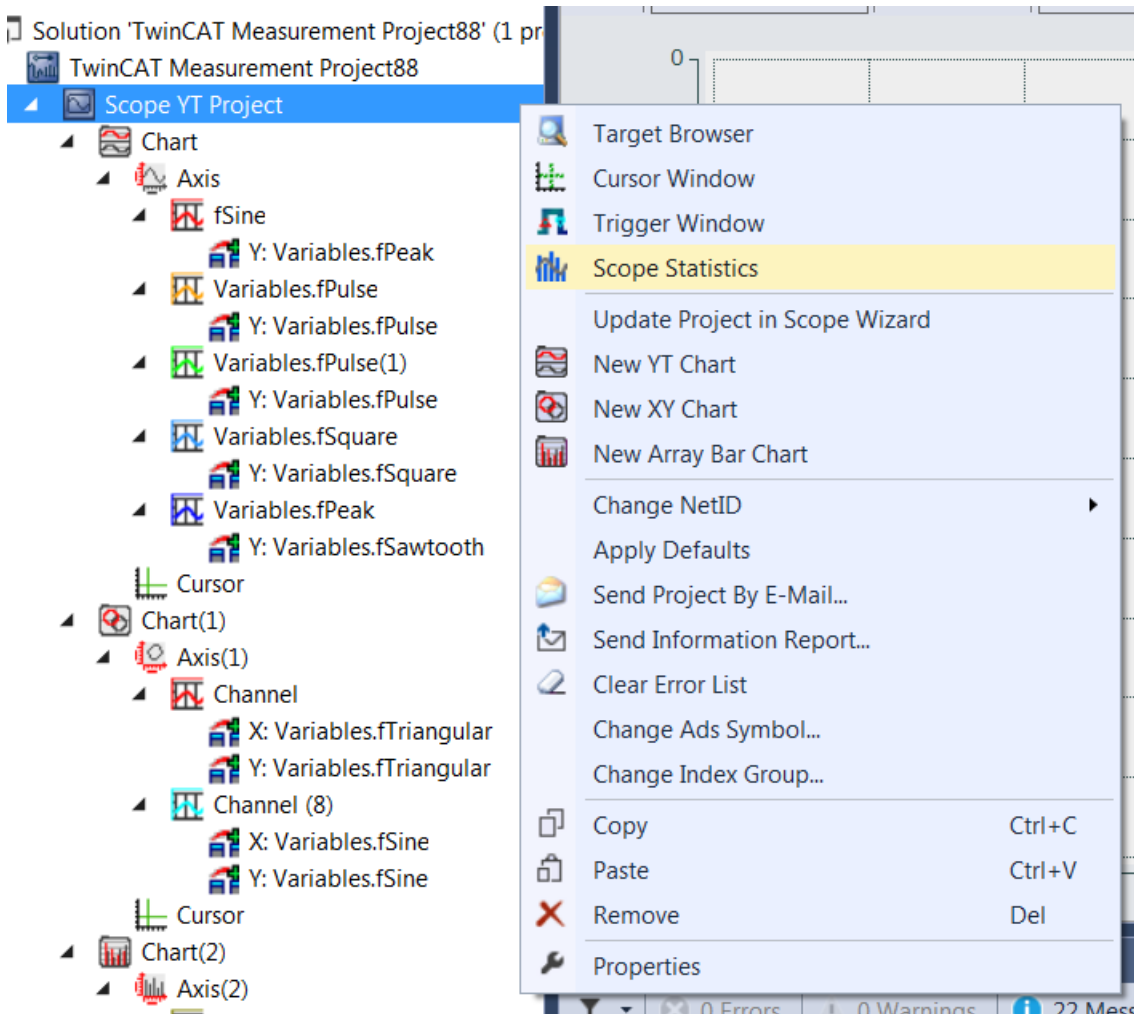 Solution 'TwinCAT Measurement Project88' (1 pr
TwinCAT Measurement Project88
Scope YT Project
Chart
Axis
fSine
Y: Variables.fPeak
Variables.fPulse
Y: Variables.fPulse
Variables.fPulse(1)
Y: Variables.fPulse
Variables.fSquare
Y: Variables.fSquare
Variables.fPeak
Y: Variables.fSawtooth
Cursor
Chart(1)
Axis(1)
Channel
X: Variables.fTriangular
Y: Variables.fTriangular
Channel (8)
X: Variables.fSine
Y: Variables.fSine
Cursor
Chart(2)
Axis(2)
0
Target Browser
Cursor Window
Trigger Window
Scope Statistics
Update Project in Scope Wizard
New YT Chart
New XY Chart
New Array Bar Chart
Change NetID
Apply Defaults
Send Project By E-Mail...
Send Information Report...
Clear Error List
Change Ads Symbol...
Change Index Group...
Copy Ctrl+C
Paste Ctrl+V
Remove Del
Properties
0 Errors 0 Warnings 22 Mess